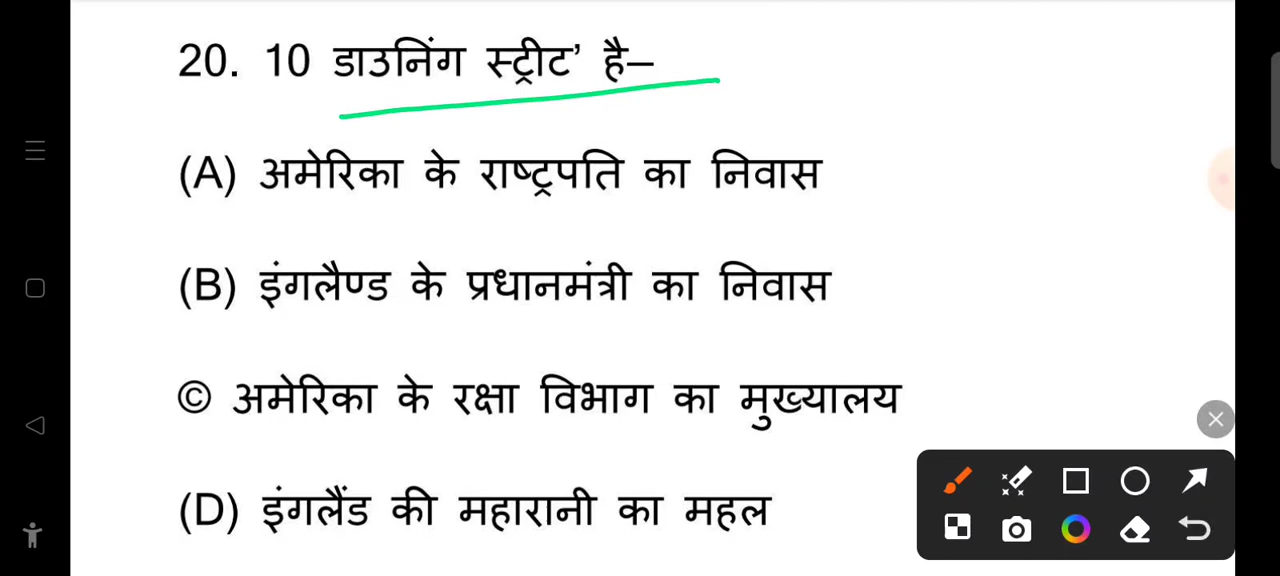 20. 10 डाउनिंग स्ट्रीट’ है–
(A) अमेरिका के राष्ट्रपति का निवास
(B) इंगलैण्ड के प्रधानमंत्री का निवास
© अमेरिका के रक्षा विभाग का मुख्यालय
(D) इंगलैंड की महारानी का महल